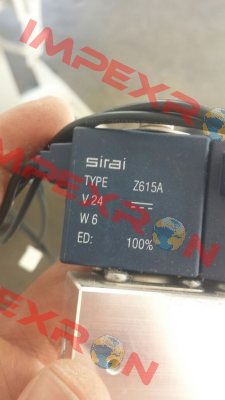 IMPEXRON
sirai
TYPE Z615A
V 24 ⎓
W 6
ED: 100%
IMPEXRON
IMPEXRON